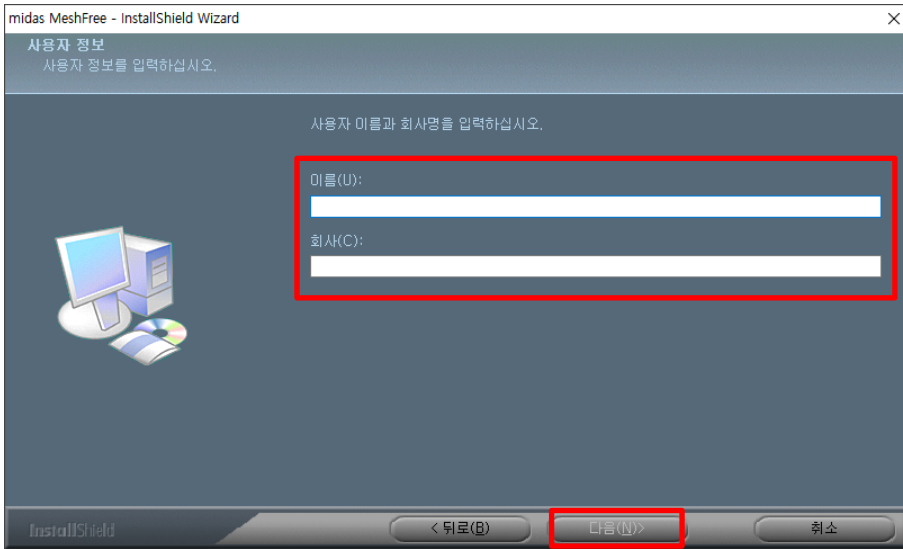 midas MeshFree - InstallShield Wizard
사용자 정보
사용자 정보를 입력하십시오.
사용자 이름과 회사명을 입력하십시오.
이름(U):
회사(C):
InstallShield
< 뒤로(B)
다음(N)>
취소